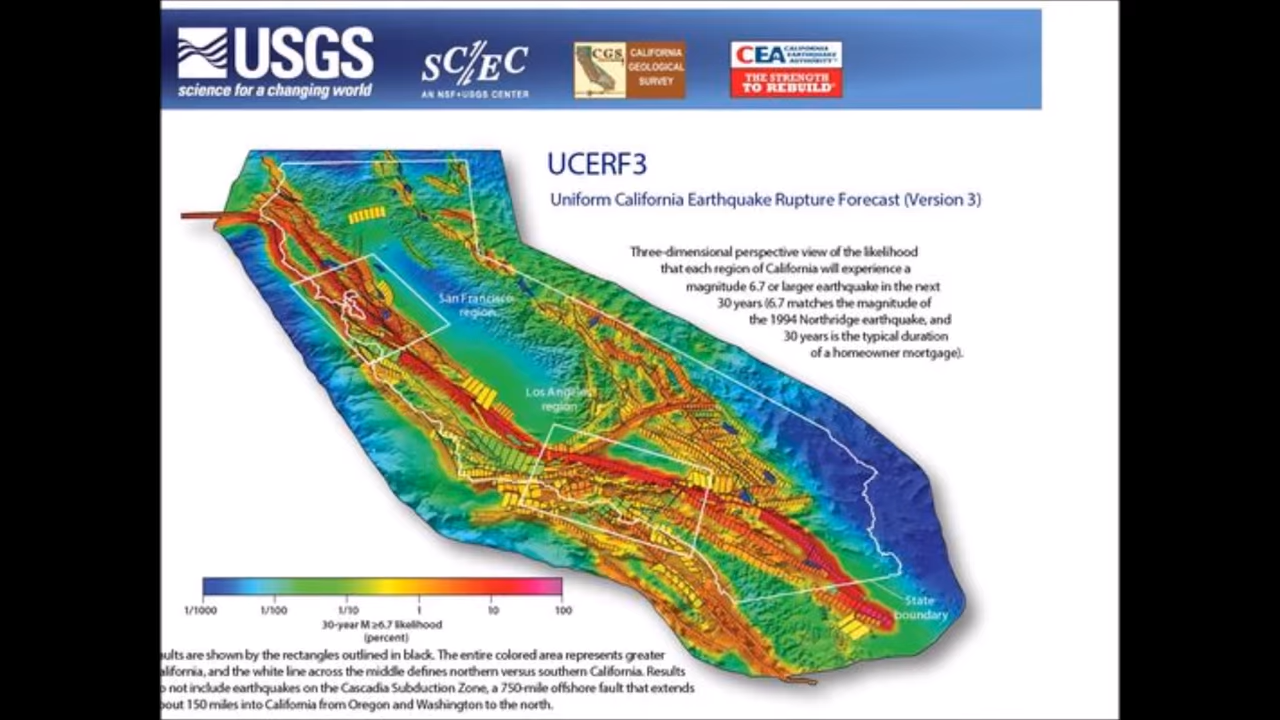 USGS
science for a changing world
SC/EC
AN NSF+USGS CENTER
CGS
CALIFORNIA
GEOLOGICAL
SURVEY
CEA CALIFORNIA
EARTHQUAKE
AUTHORITY
THE STRENGTH
TO REBUILD
UCERF3
Uniform California Earthquake Rupture Forecast (Version 3)
Three-dimensional perspective view of the likelihood
that each region of California will experience a
magnitude 6.7 or larger earthquake in the next
30 years (6.7 matches the magnitude of
the 1994 Northridge earthquake, and
30 years is the typical duration
of a homeowner mortgage).
San Francisco
region
Los Angeles
region
State
boundary
1/1000 1/100 1/10 1 10 100
30-year M ≥6.7 likelihood
(percent)
aults are shown by the rectangles outlined in black. The entire colored area represents greater
alifornia, and the white line across the middle defines northern versus southern California. Results
o not include earthquakes on the Cascadia Subduction Zone, a 750-mile offshore fault that extends
bout 150 miles into California from Oregon and Washington to the north.